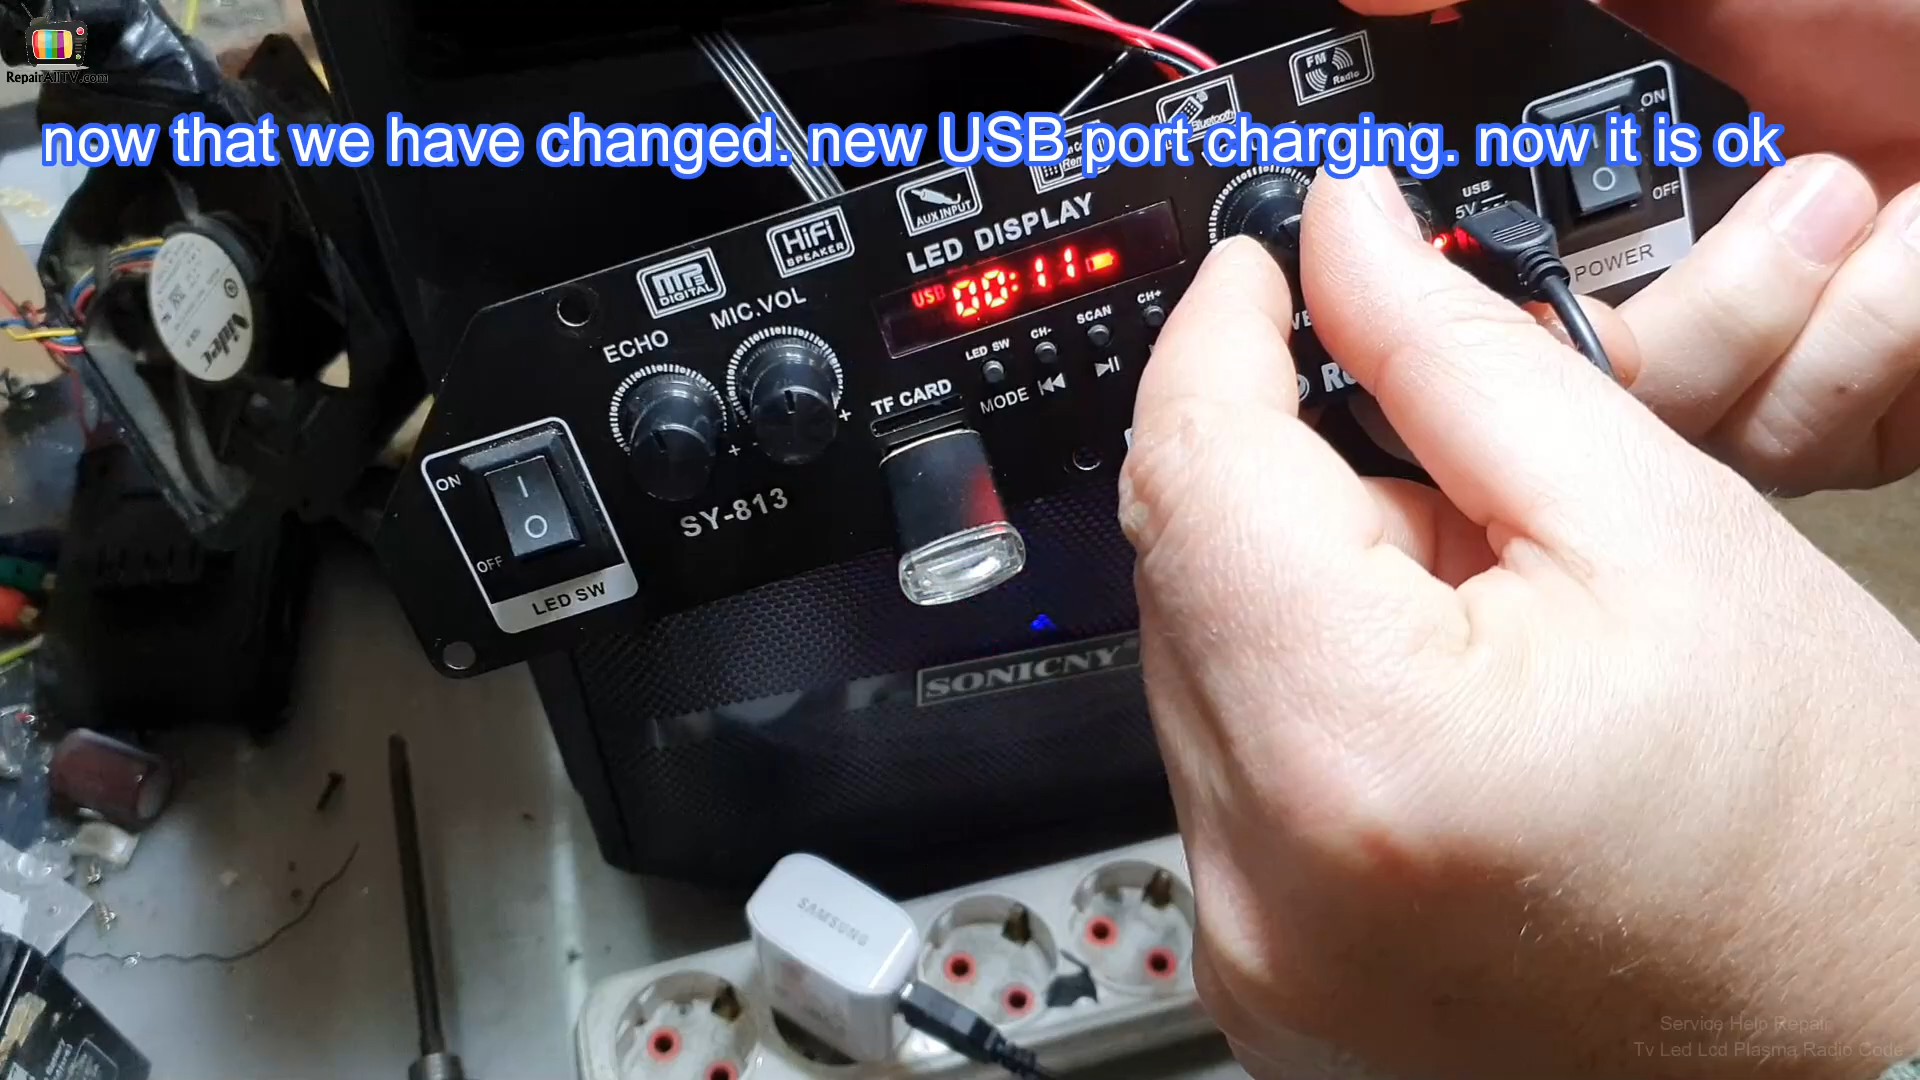 RepairAllTV.com
now that we have changed. new USB port charging. now it is ok
FM
Radio
Bluetooth
ON
OFF
POWER
USB
5V
AUX INPUT
HiFi
SPEAKER
DIGITAL
LED DISPLAY
USB 00:11
MIC.VOL
ECHO
LED SW
CH-
SCAN
CH+
TF CARD
MODE
SY-813
ON
OFF
LED SW
SONICNY
SAMSUNG
Service Help Repair
Tv Led Lcd Plasma Radio Code